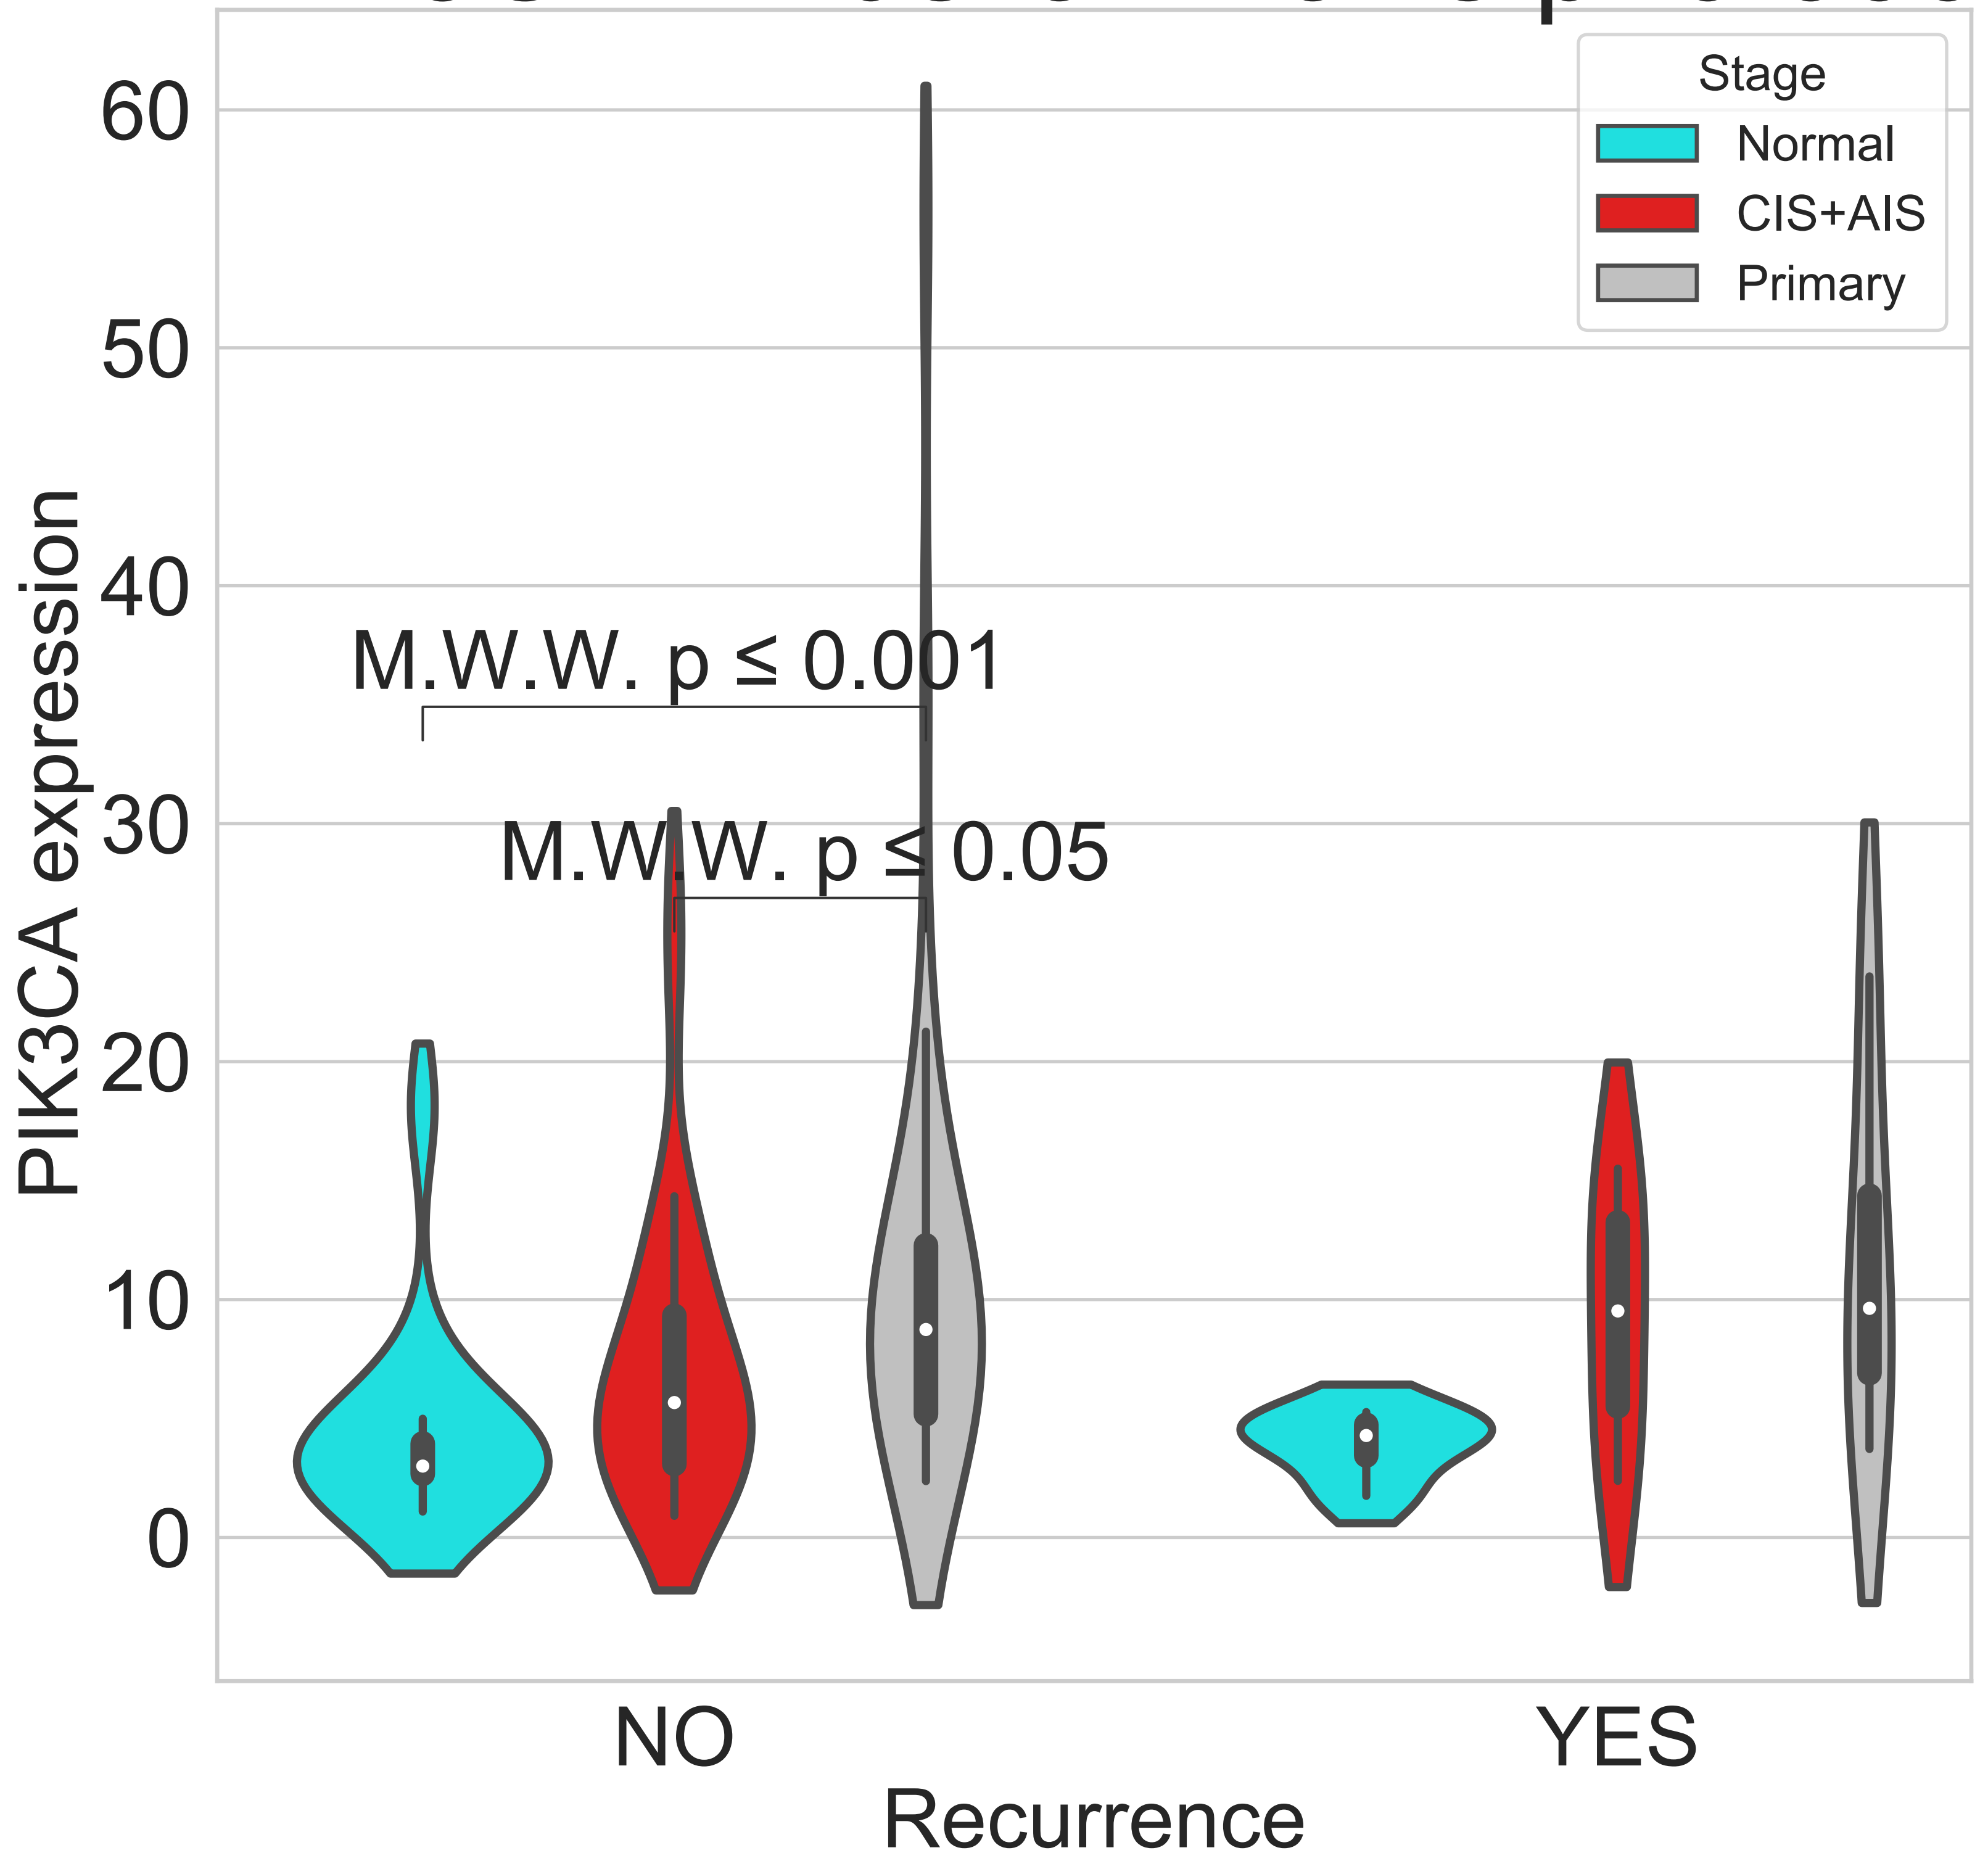 Stage
Normal
CIS+AIS
Primary
60
50
40
30
20
10
0
PIK3CA expression
M.W.W. p ≤ 0.001
M.W.W. p ≤ 0.05
NO
YES
Recurrence